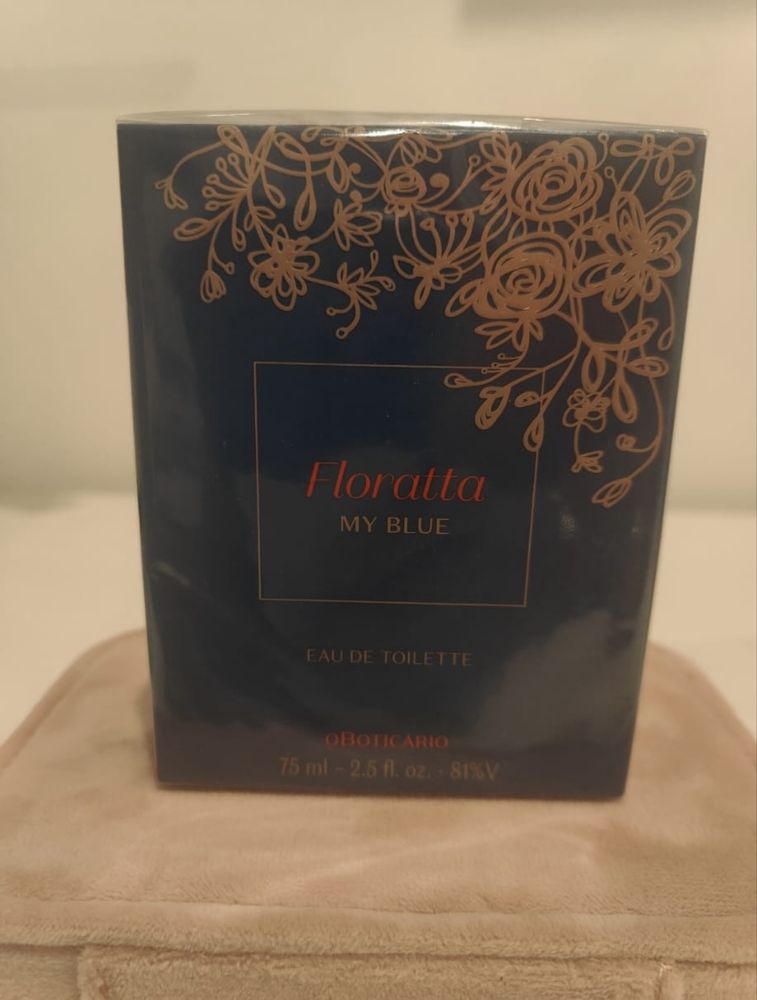 Floratta
MY BLUE
EAU DE TOILETTE
oBOTICÁRIO
75 ml - 2.5 fl. oz. - 81%V